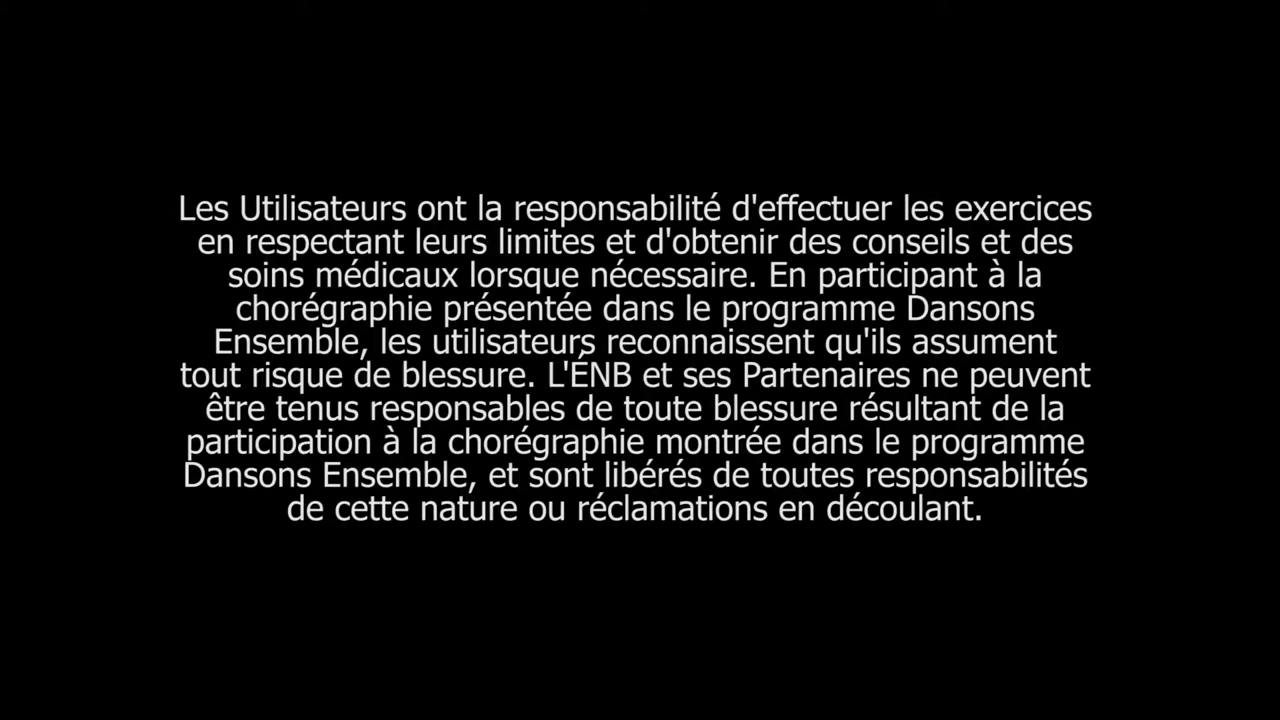 Les Utilisateurs ont la responsabilité d'effectuer les exercices
en respectant leurs limites et d'obtenir des conseils et des
soins médicaux lorsque nécessaire. En participant à la
chorégraphie présentée dans le programme Dansons
Ensemble, les utilisateurs reconnaissent qu'ils assument
tout risque de blessure. L'ÉNB et ses Partenaires ne peuvent
être tenus responsables de toute blessure résultant de la
participation à la chorégraphie montrée dans le programme
Dansons Ensemble, et sont libérés de toutes responsabilités
de cette nature ou réclamations en découlant.